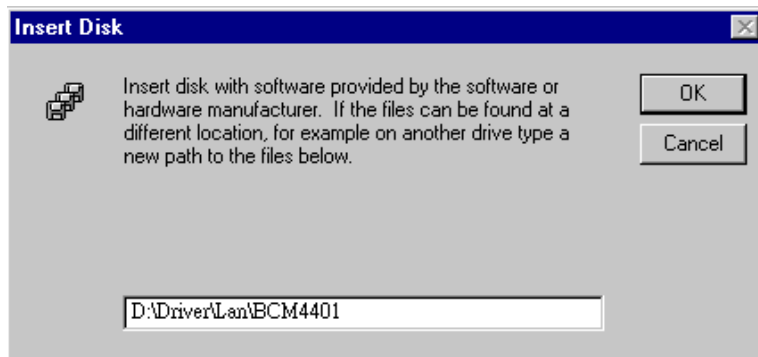 Insert Disk
Insert disk with software provided by the software or
hardware manufacturer.  If the files can be found at a
different location, for example on another drive type a
new path to the files below.
OK
Cancel
D:\Driver\Lan\BCM4401